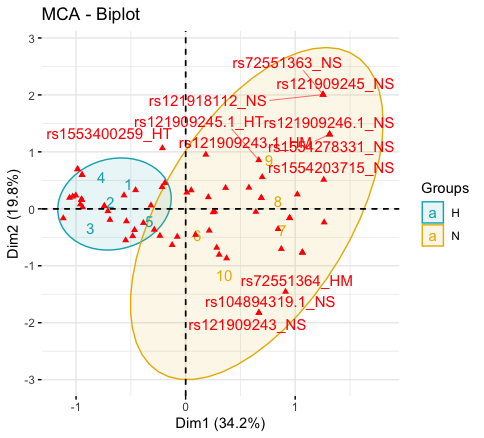 MCA - Biplot
rs72551363_NS
rs121909245_NS
rs121918112_NS
rs121909245.1_HT
rs121909246.1_NS
rs1553400259_HT
rs121909243.1_HM
rs1554278331_NS
rs1554203715_NS
rs72551364_HM
rs104894319.1_NS
rs121909243_NS
1
2
3
4
5
6
7
8
9
10
3
2
1
0
-1
-2
-3
Dim2 (19.8%)
-1
0
1
Dim1 (34.2%)
Groups
a H
a N